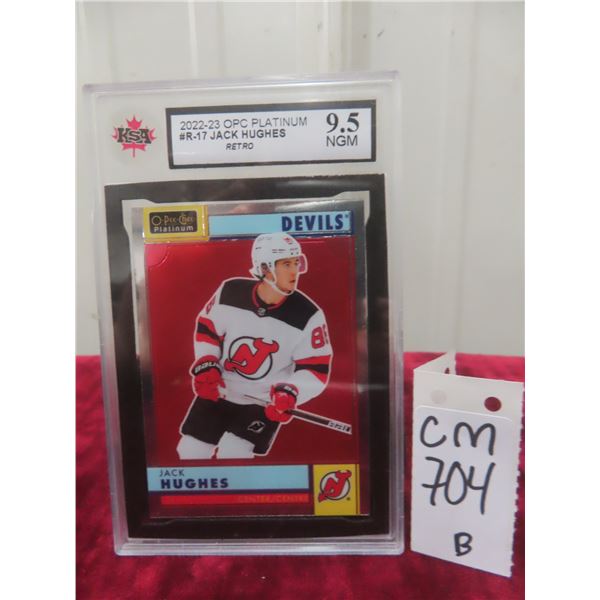 KSA
2022-23 OPC PLATINUM
#R-17 JACK HUGHES
RETRO
9.5
NGM
O-Pee-Chee
Platinum
DEVILS
86
JACK
HUGHES
CENTER/CENTRE
CM
704
B